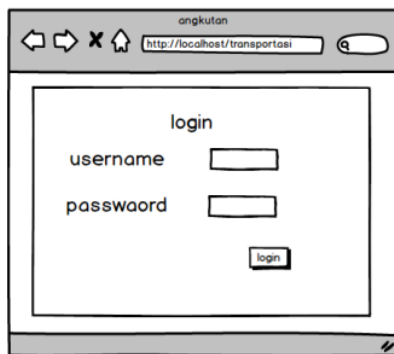 angkutan
http://localhost/transportasi
login
username
passwaord
login